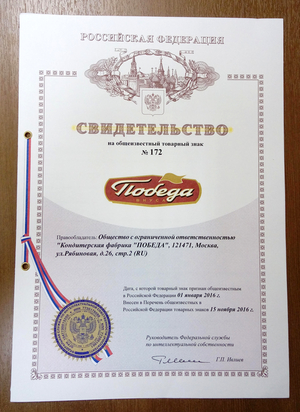 РОССИЙСКАЯ ФЕДЕРАЦИЯ
СВИДЕТЕЛЬСТВО
на общеизвестный товарный знак
№ 172
Победа
ВКУСА
Правообладатель: Общество с ограниченной ответственностью
"Кондитерская фабрика "ПОБЕДА", 121471, Москва,
ул.Рябиновая, д.26, стр.2 (RU)
Дата, с которой товарный знак признан общеизвестным
в Российской Федерации 01 января 2016 г.
Внесен в Перечень общеизвестных в
Российской Федерации товарных знаков 15 ноября 2016 г.
Руководитель Федеральной службы
по интеллектуальной собственности
Г.П. Ивлиев